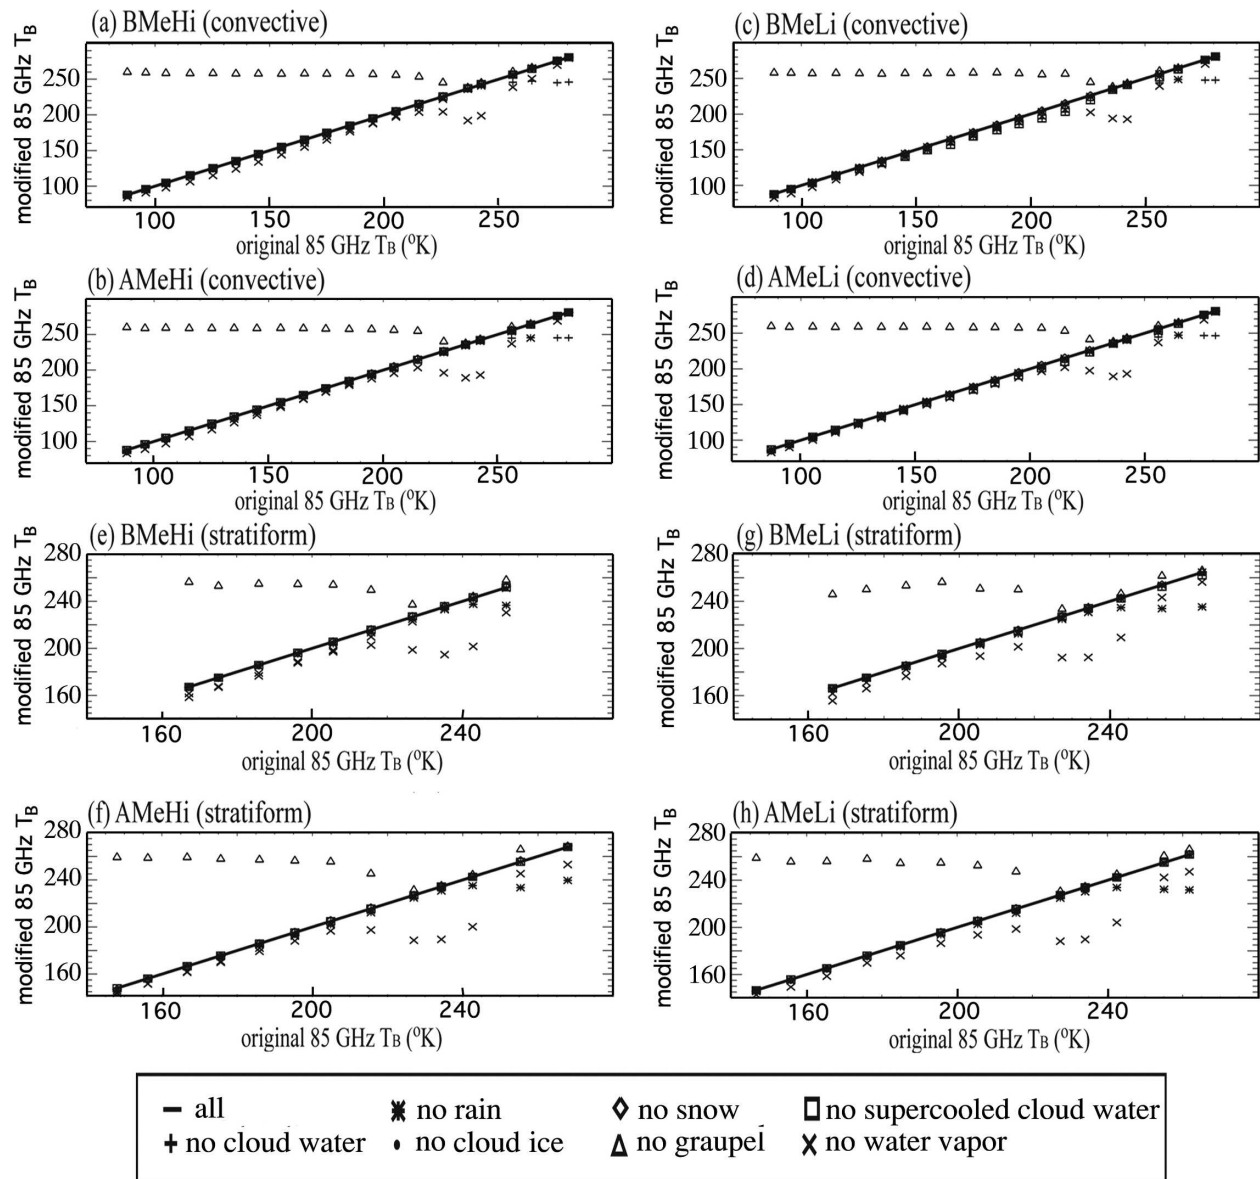 (a) BMeHi (convective)
modified 85 GHz TB
250
200
150
100
100 150 200 250
original 85 GHz TB (°K)
(c) BMeLi (convective)
modified 85 GHz TB
250
200
150
100
100 150 200 250
original 85 GHz TB (°K)
(b) AMeHi (convective)
modified 85 GHz TB
250
200
150
100
100 150 200 250
original 85 GHz TB (°K)
(d) AMeLi (convective)
modified 85 GHz TB
250
200
150
100
100 150 200 250
original 85 GHz TB (°K)
(e) BMeHi (stratiform)
modified 85 GHz TB
280
240
200
160
160 200 240
original 85 GHz TB (°K)
(g) BMeLi (stratiform)
modified 85 GHz TB
280
240
200
160
160 200 240
original 85 GHz TB (°K)
(f) AMeHi (stratiform)
modified 85 GHz TB
280
240
200
160
160 200 240
original 85 GHz TB (°K)
(h) AMeLi (stratiform)
modified 85 GHz TB
280
240
200
160
160 200 240
original 85 GHz TB (°K)
all no rain no snow no supercooled cloud water
no cloud water no cloud ice no graupel no water vapor